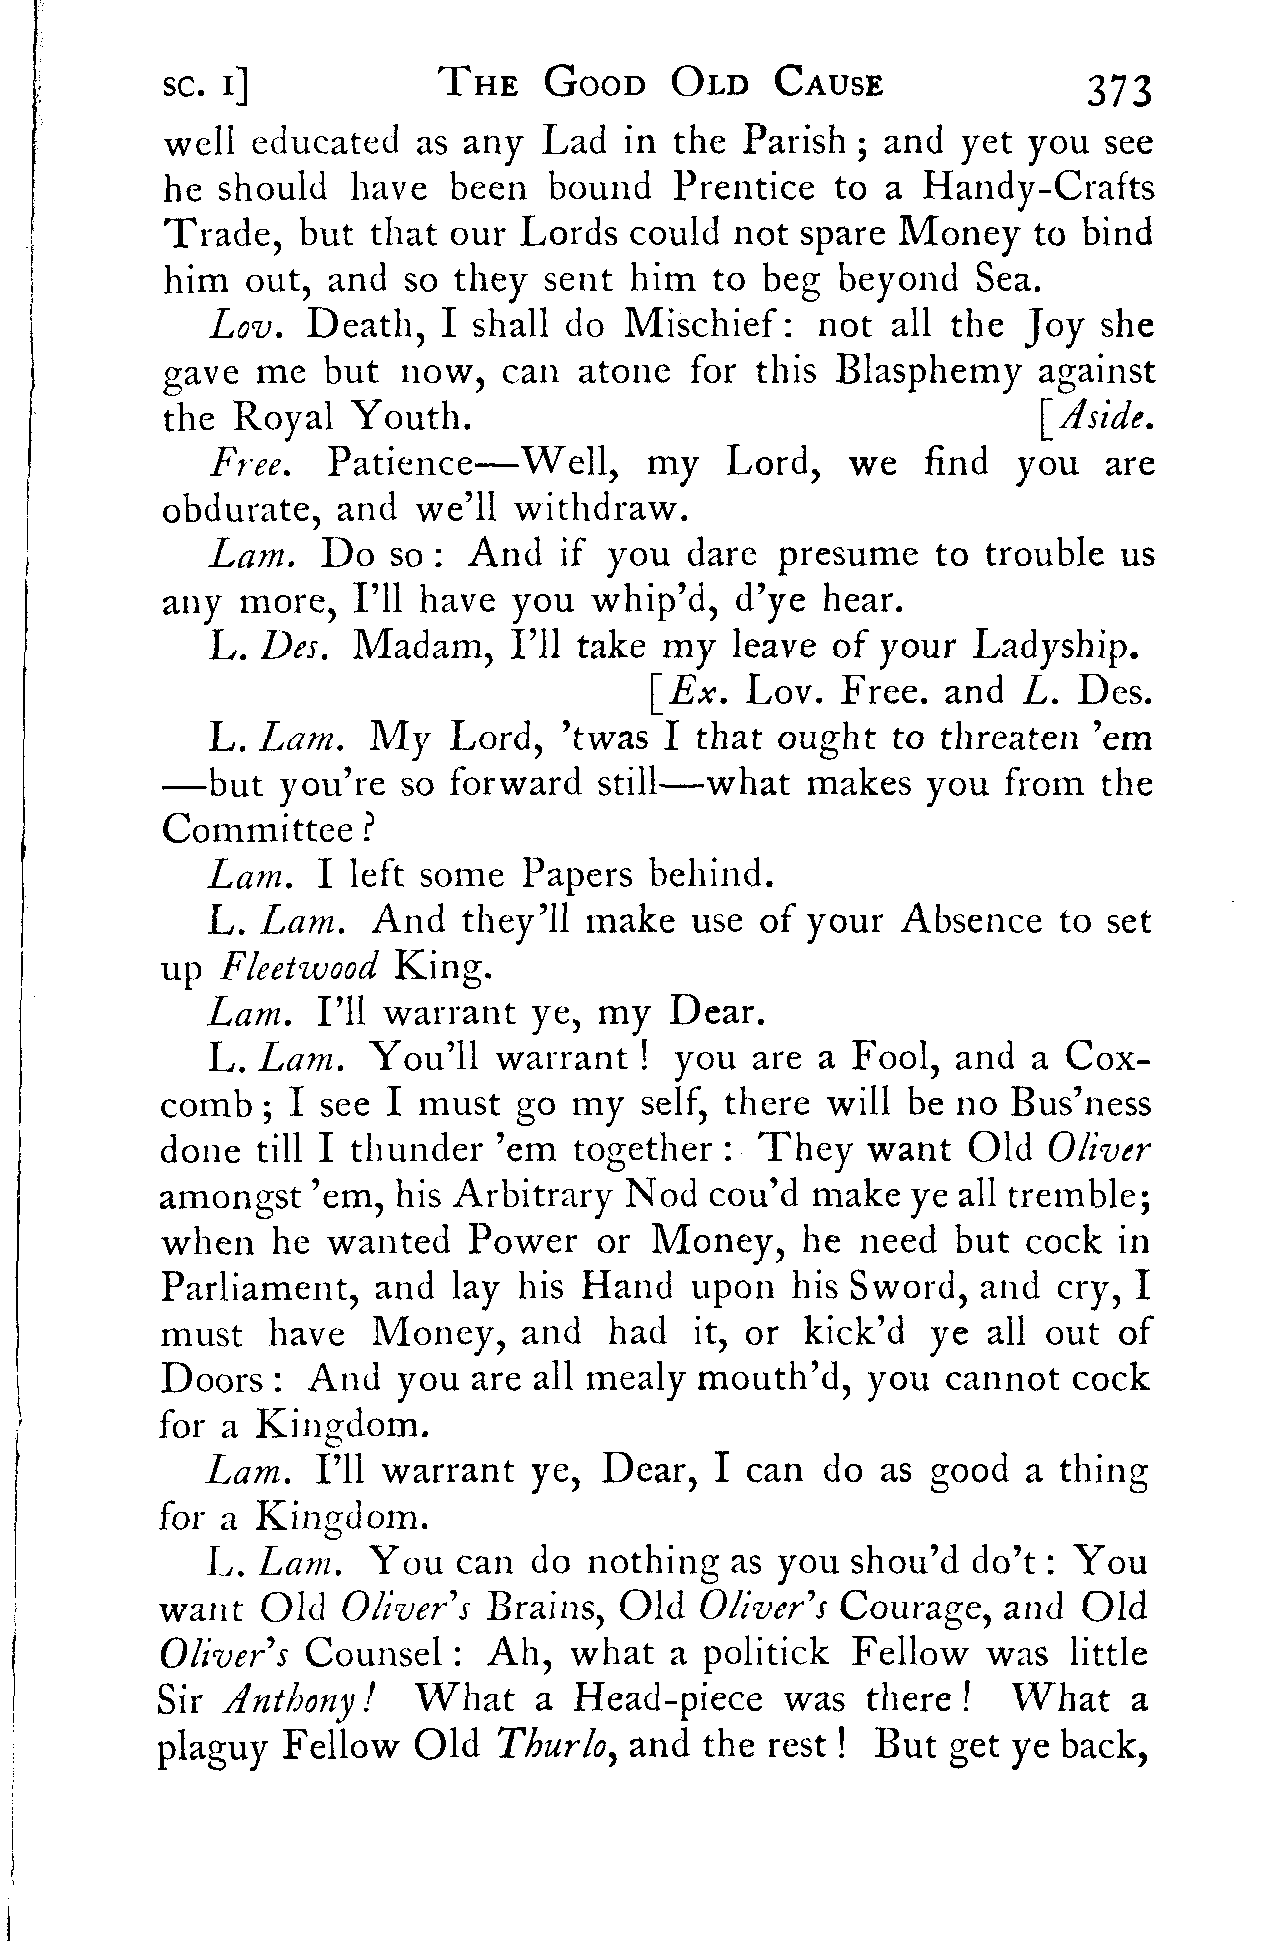 SC. I] THE GOOD OLD CAUSE 373
well educated as any Lad in the Parish ; and yet you see
he should have been bound Prentice to a Handy-Crafts
Trade, but that our Lords could not spare Money to bind
him out, and so they sent him to beg beyond Sea.
Lov. Death, I shall do Mischief : not all the Joy she
gave me but now, can atone for this Blasphemy against
the Royal Youth. [Aside.
Free. Patience—Well, my Lord, we find you are
obdurate, and we'll withdraw.
Lam. Do so : And if you dare presume to trouble us
any more, I'll have you whip'd, d'ye hear.
L. Des. Madam, I'll take my leave of your Ladyship.
[Ex. Lov. Free. and L. Des.
L. Lam. My Lord, 'twas I that ought to threaten 'em
—but you're so forward still—what makes you from the
Committee ?
Lam. I left some Papers behind.
L. Lam. And they'll make use of your Absence to set
up Fleetwood King.
Lam. I'll warrant ye, my Dear.
L. Lam. You'll warrant ! you are a Fool, and a Cox-
comb ; I see I must go my self, there will be no Bus'ness
done till I thunder 'em together : They want Old Oliver
amongst 'em, his Arbitrary Nod cou'd make ye all tremble;
when he wanted Power or Money, he need but cock in
Parliament, and lay his Hand upon his Sword, and cry, I
must have Money, and had it, or kick'd ye all out of
Doors : And you are all mealy mouth'd, you cannot cock
for a Kingdom.
Lam. I'll warrant ye, Dear, I can do as good a thing
for a Kingdom.
L. Lam. You can do nothing as you shou'd do't : You
want Old Oliver's Brains, Old Oliver's Courage, and Old
Oliver's Counsel : Ah, what a politick Fellow was little
Sir Anthony ! What a Head-piece was there ! What a
plaguy Fellow Old Thurlo, and the rest ! But get ye back,